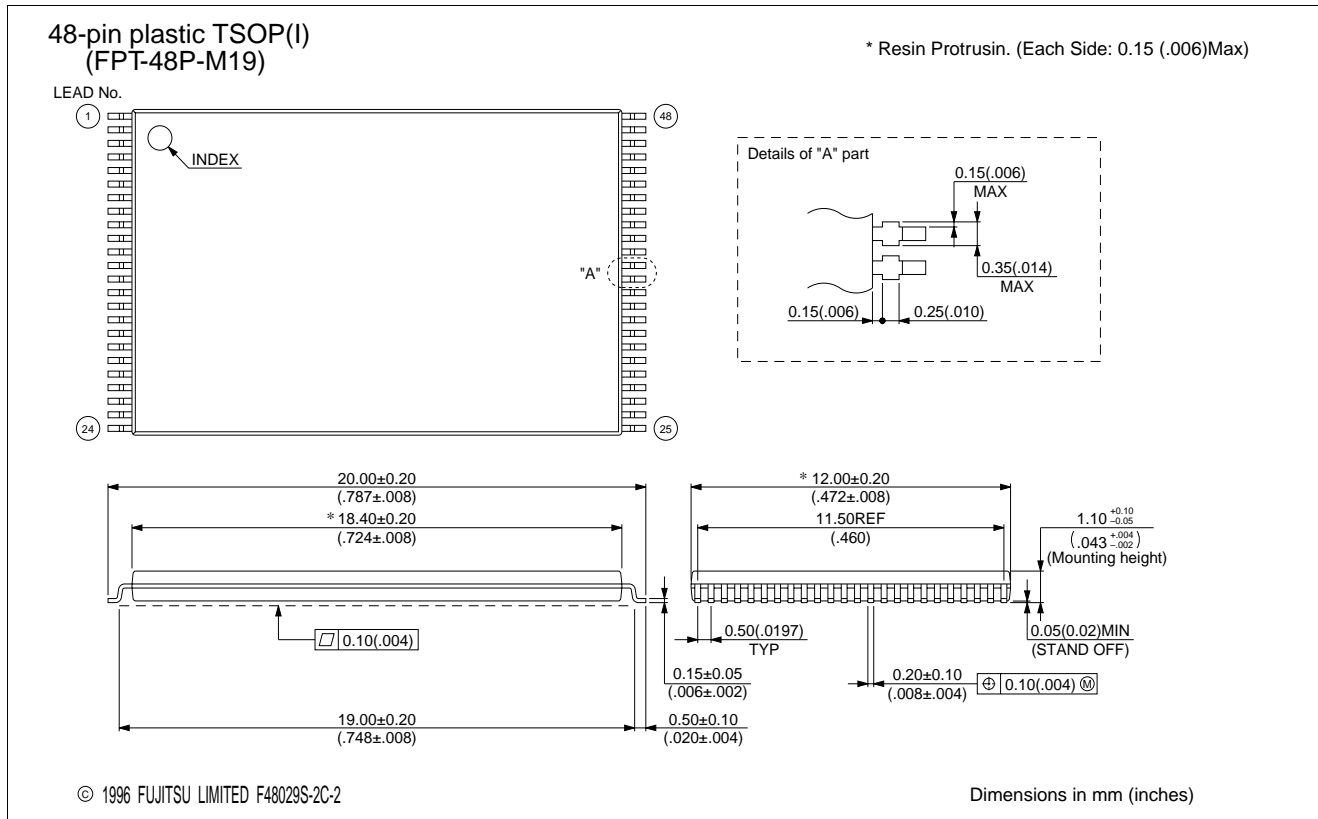 48-pin plastic TSOP(I)
(FPT-48P-M19)
* Resin Protrusin. (Each Side: 0.15 (.006)Max)
LEAD No.
1
48
INDEX
"A"
24
25
Details of "A" part
0.15(.006)
MAX
0.35(.014)
MAX
0.15(.006)
0.25(.010)
20.00±0.20
(.787±.008)
* 18.40±0.20
(.724±.008)
* 12.00±0.20
(.472±.008)
11.50REF
(.460)
1.10 +0.10 −0.05
(.043 +.004 −.002)
(Mounting height)
0.10(.004)
0.50(.0197)
TYP
0.05(0.02)MIN
(STAND OFF)
0.15±0.05
(.006±.002)
0.20±0.10
(.008±.004)
⌖ 0.10(.004) Ⓜ
19.00±0.20
(.748±.008)
0.50±0.10
(.020±.004)
© 1996 FUJITSU LIMITED F48029S-2C-2
Dimensions in mm (inches)